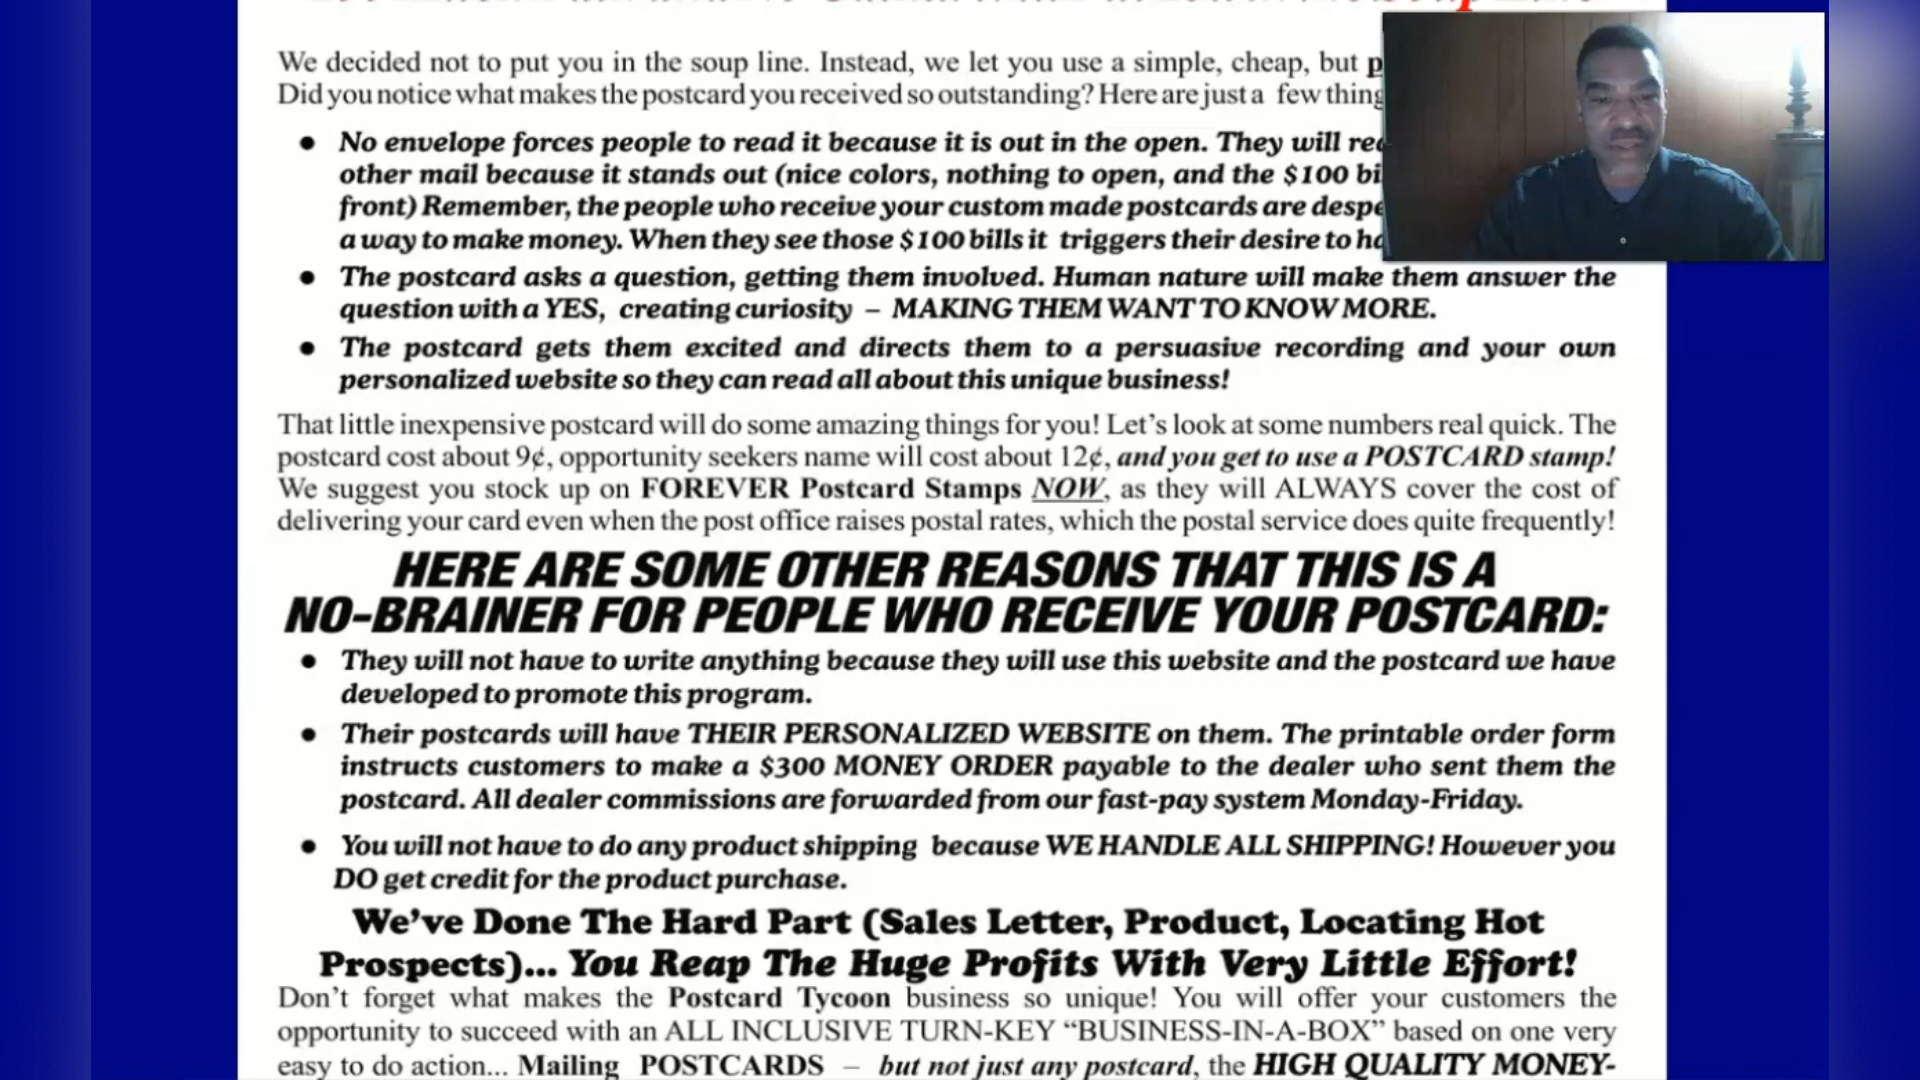 We decided not to put you in the soup line. Instead, we let you use a simple, cheap, but p
Did you notice what makes the postcard you received so outstanding? Here are just a few thing
● No envelope forces people to read it because it is out in the open. They will rec
other mail because it stands out (nice colors, nothing to open, and the $100 bi
front) Remember, the people who receive your custom made postcards are despe
a way to make money. When they see those $100 bills it triggers their desire to ha
● The postcard asks a question, getting them involved. Human nature will make them answer the
question with a YES, creating curiosity – MAKING THEM WANT TO KNOW MORE.
● The postcard gets them excited and directs them to a persuasive recording and your own
personalized website so they can read all about this unique business!
That little inexpensive postcard will do some amazing things for you! Let's look at some numbers real quick. The
postcard cost about 9¢, opportunity seekers name will cost about 12¢, and you get to use a POSTCARD stamp!
We suggest you stock up on FOREVER Postcard Stamps NOW, as they will ALWAYS cover the cost of
delivering your card even when the post office raises postal rates, which the postal service does quite frequently!
HERE ARE SOME OTHER REASONS THAT THIS IS A
NO-BRAINER FOR PEOPLE WHO RECEIVE YOUR POSTCARD:
● They will not have to write anything because they will use this website and the postcard we have
developed to promote this program.
● Their postcards will have THEIR PERSONALIZED WEBSITE on them. The printable order form
instructs customers to make a $300 MONEY ORDER payable to the dealer who sent them the
postcard. All dealer commissions are forwarded from our fast-pay system Monday-Friday.
● You will not have to do any product shipping because WE HANDLE ALL SHIPPING! However you
DO get credit for the product purchase.
We've Done The Hard Part (Sales Letter, Product, Locating Hot
Prospects)... You Reap The Huge Profits With Very Little Effort!
Don't forget what makes the Postcard Tycoon business so unique! You will offer your customers the
opportunity to succeed with an ALL INCLUSIVE TURN-KEY “BUSINESS-IN-A-BOX” based on one very
easy to do action... Mailing POSTCARDS – but not just any postcard, the HIGH QUALITY MONEY-